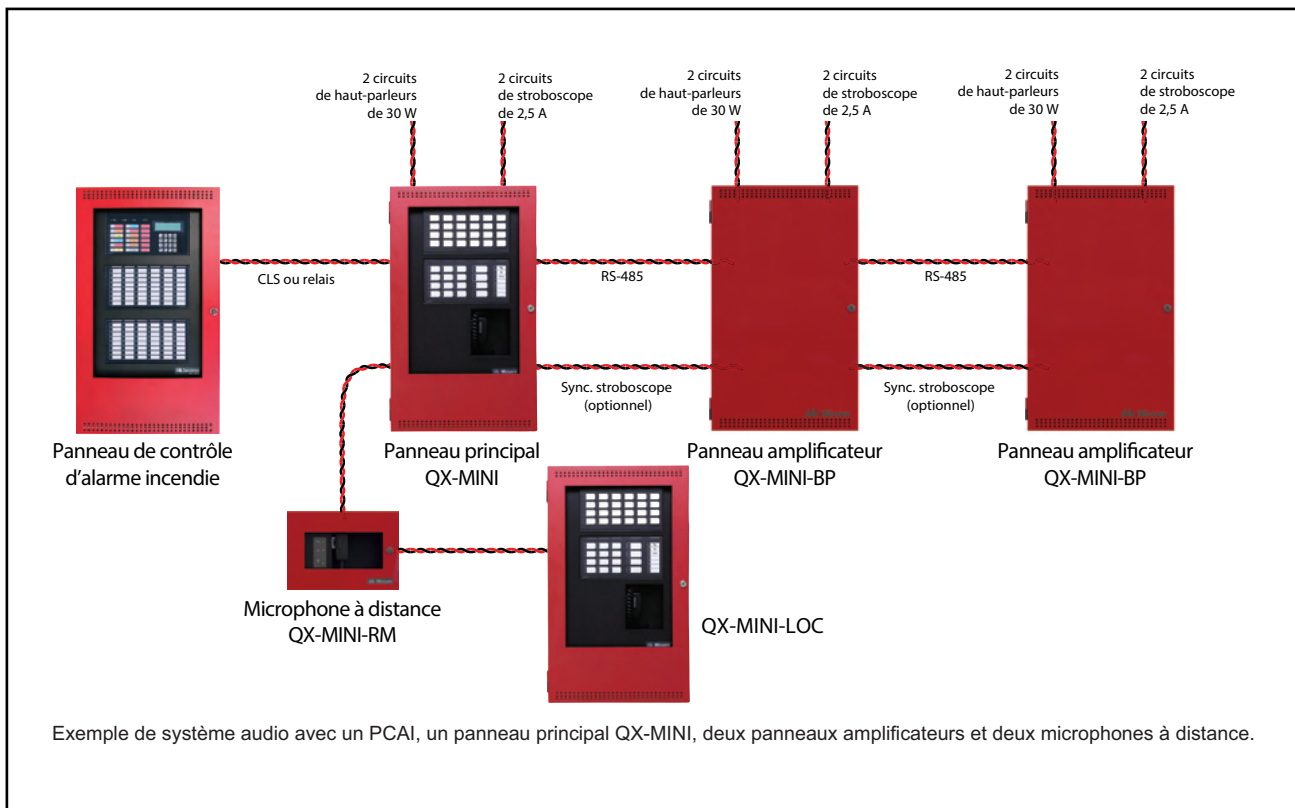 2 circuits
de haut-parleurs
de 30 W
2 circuits
de stroboscope
de 2,5 A
2 circuits
de haut-parleurs
de 30 W
2 circuits
de stroboscope
de 2,5 A
2 circuits
de haut-parleurs
de 30 W
2 circuits
de stroboscope
de 2,5 A
CLS ou relais
RS-485
RS-485
Sync. stroboscope
(optionnel)
Sync. stroboscope
(optionnel)
Panneau de contrôle
d'alarme incendie
Panneau principal
QX-MINI
Panneau amplificateur
QX-MINI-BP
Panneau amplificateur
QX-MINI-BP
Microphone à distance
QX-MINI-RM
QX-MINI-LOC
Exemple de système audio avec un PCAI, un panneau principal QX-MINI, deux panneaux amplificateurs et deux microphones à distance.